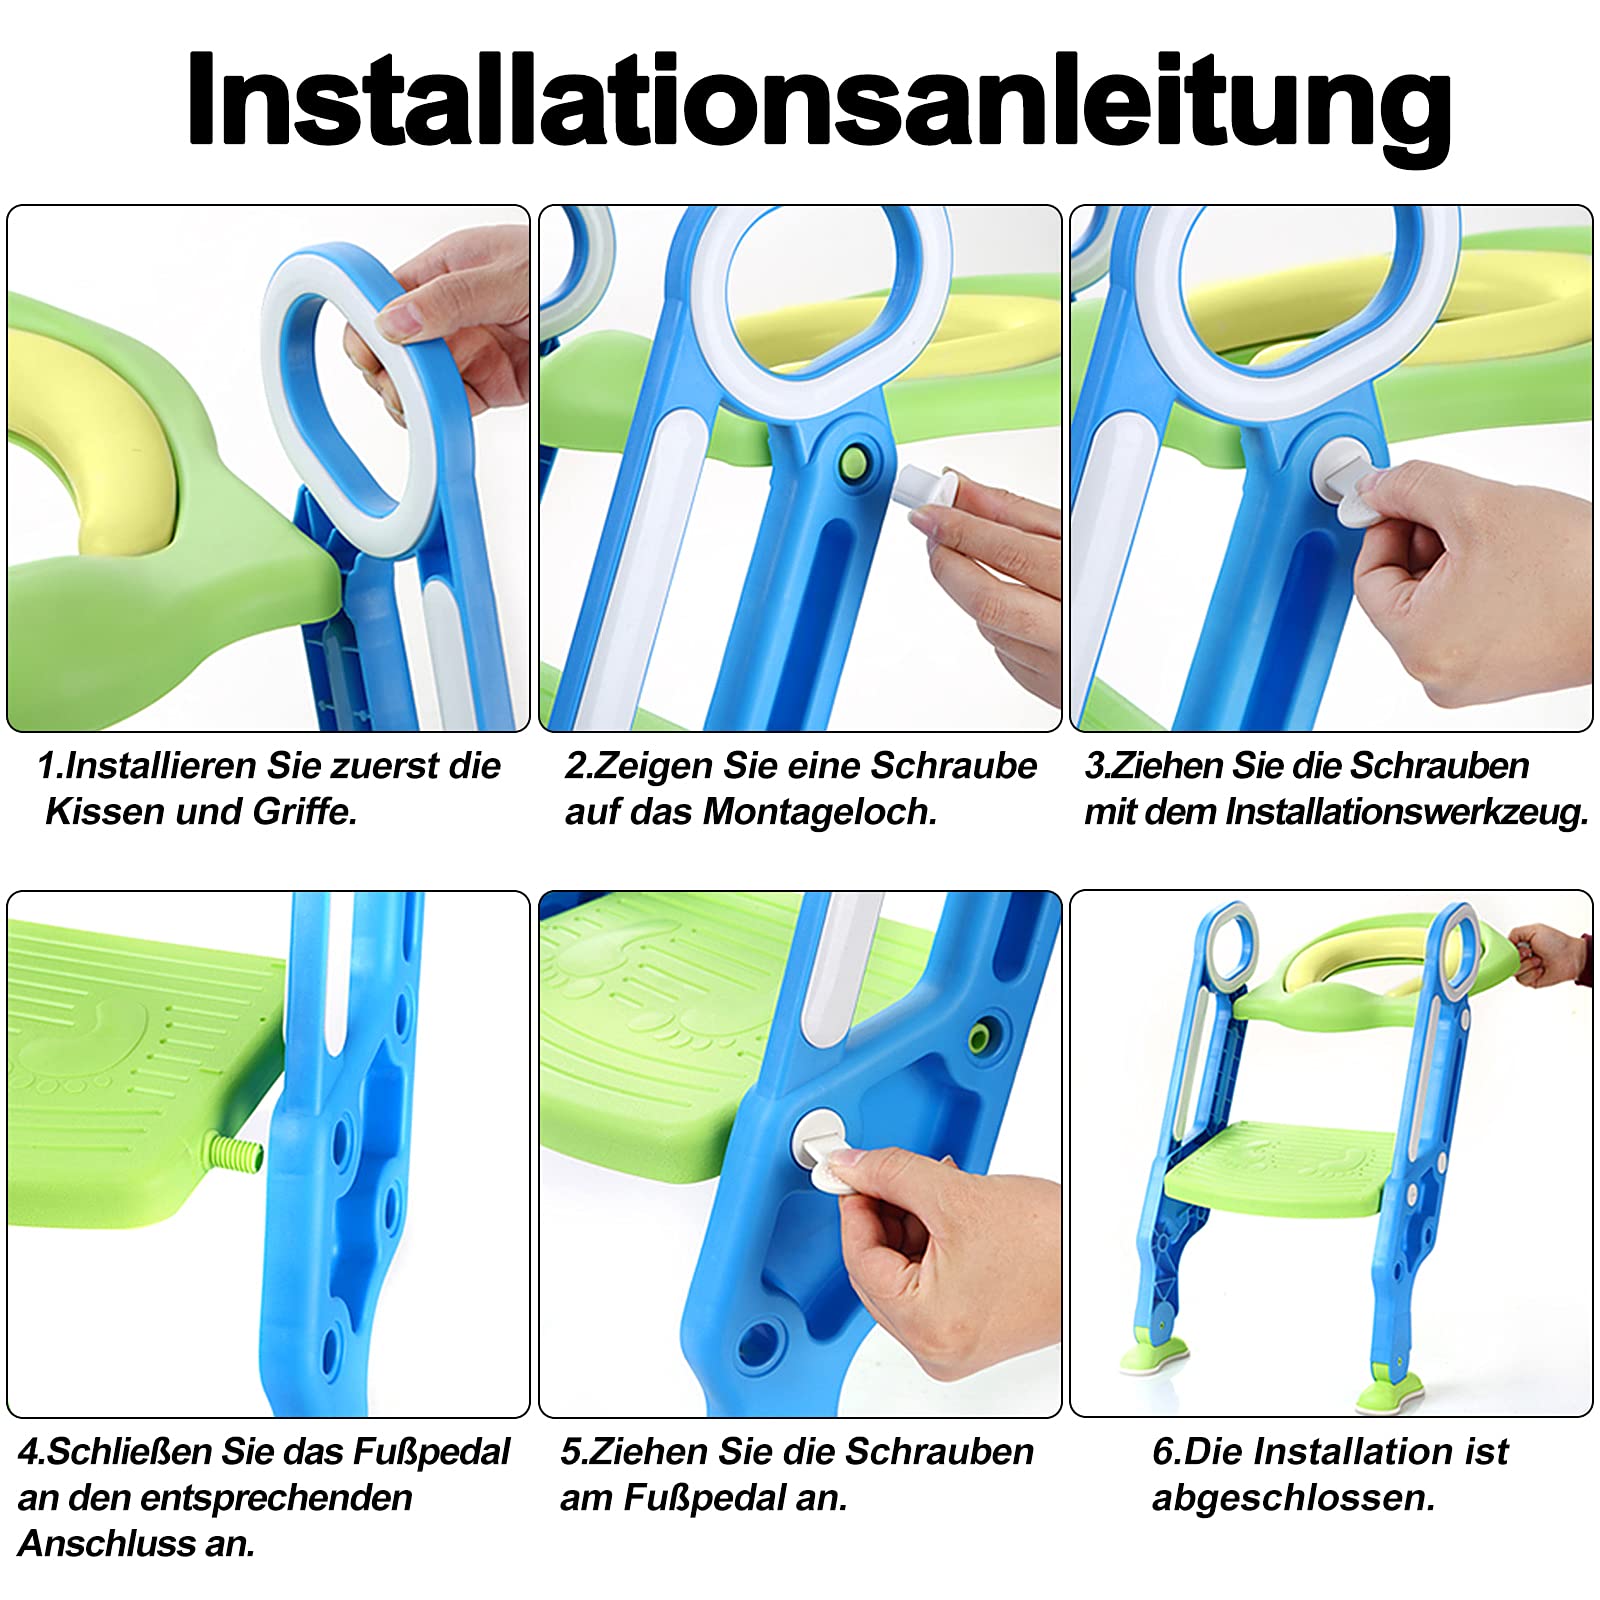 Installationsanleitung
1.Installieren Sie zuerst die
Kissen und Griffe.
2.Zeigen Sie eine Schraube
auf das Montageloch.
3.Ziehen Sie die Schrauben
mit dem Installationswerkzeug.
4.Schließen Sie das Fußpedal
an den entsprechenden
Anschluss an.
5.Ziehen Sie die Schrauben
am Fußpedal an.
6.Die Installation ist
abgeschlossen.